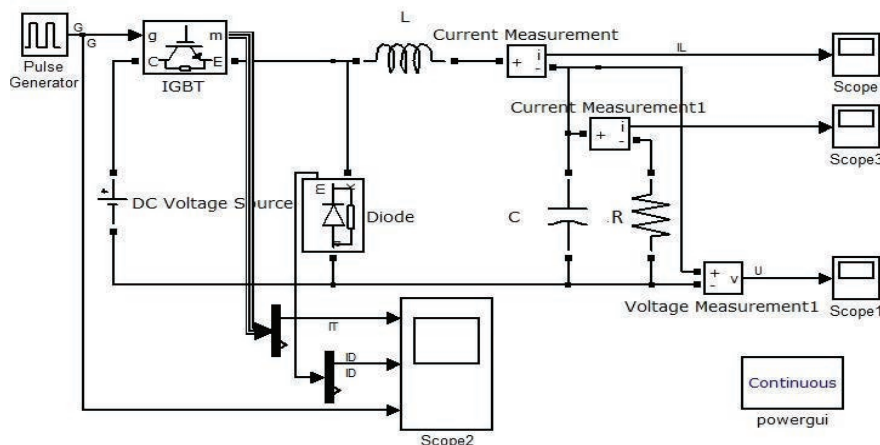 L
Current Measurement
G
G
g
m
i
+
-
IL
Pulse
Generator
C
E
IGBT
Scope
Current Measurement1
i
+
-
Scope3
m
k
DC Voltage Source
Diode
C
R
+
-
v
U
Voltage Measurement1
Scope1
IT
ID
ID
Continuous
powergui
Scope2